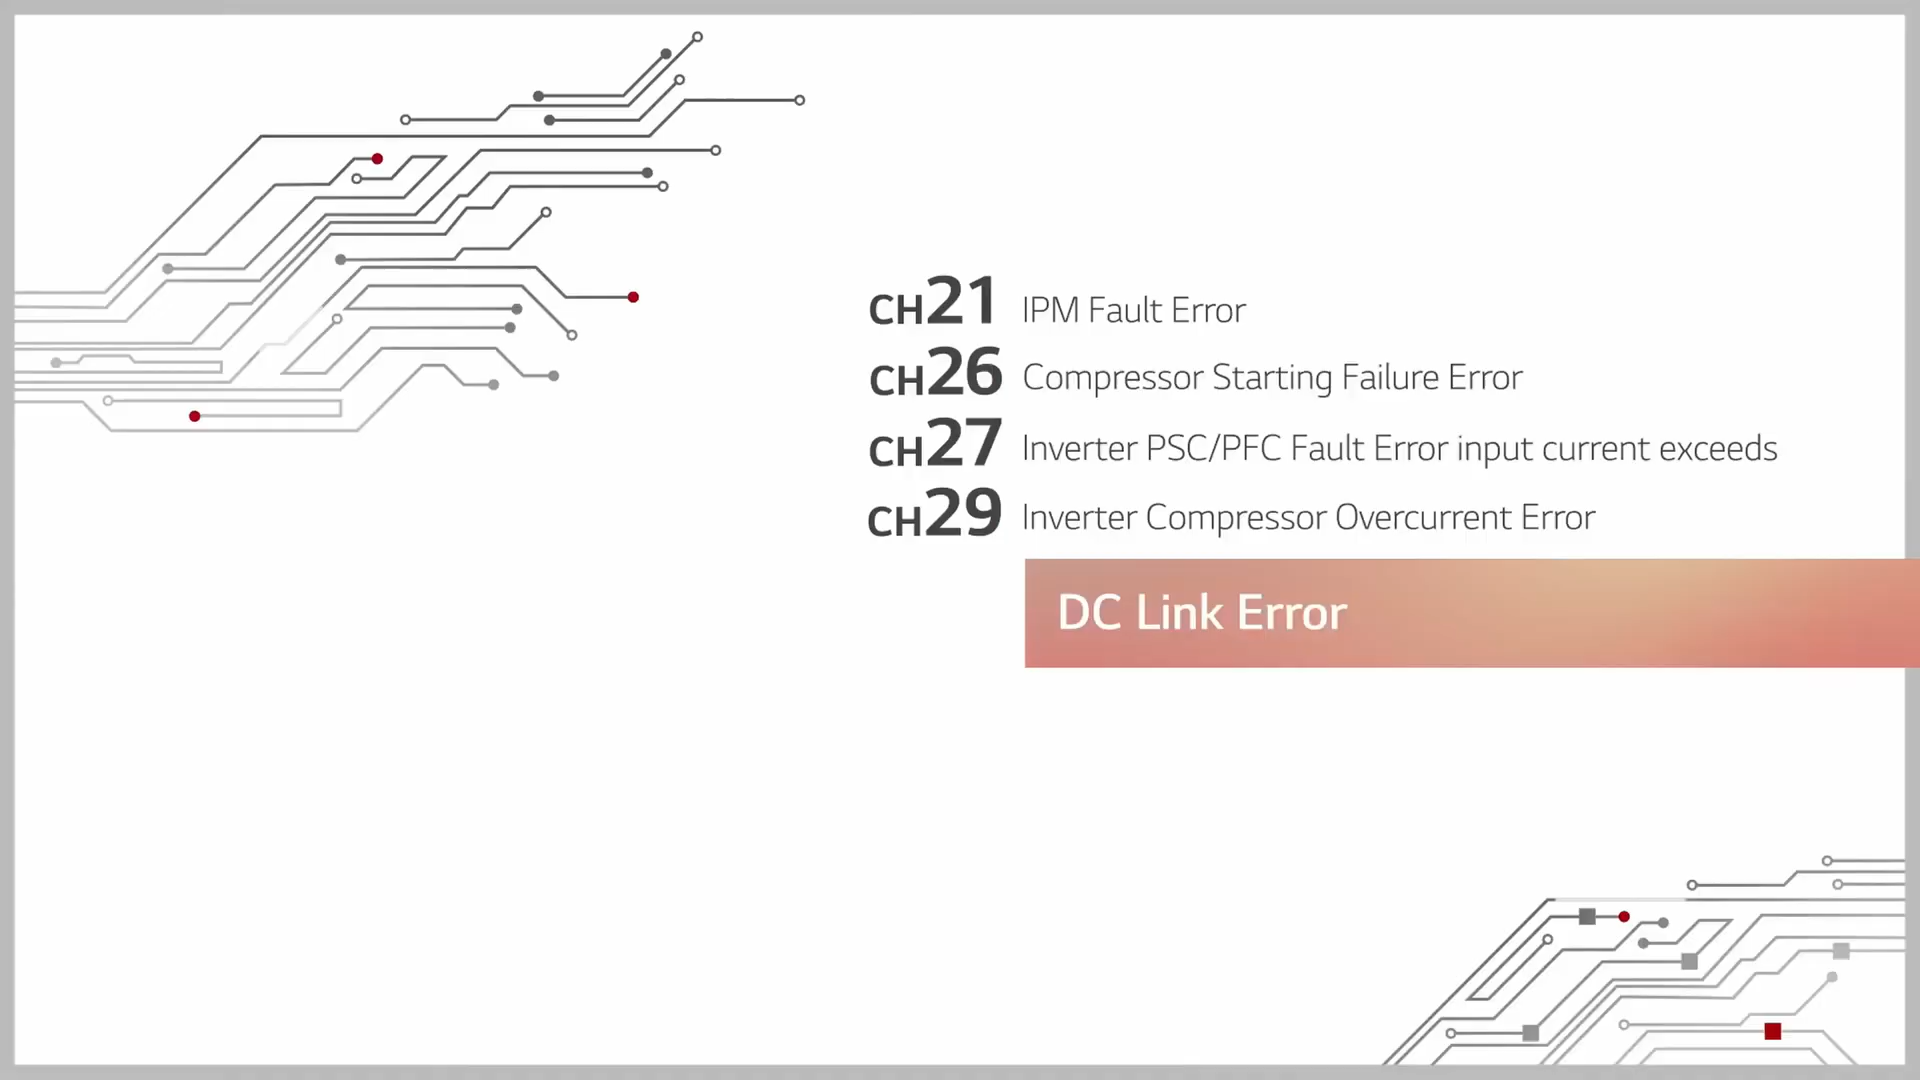 CH21 IPM Fault Error
CH26 Compressor Starting Failure Error
CH27 Inverter PSC/PFC Fault Error input current exceeds
CH29 Inverter Compressor Overcurrent Error
DC Link Error